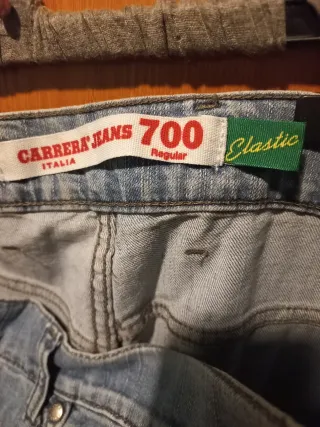 CARRERA® JEANS 700
ITALIA
Regular
Elastic